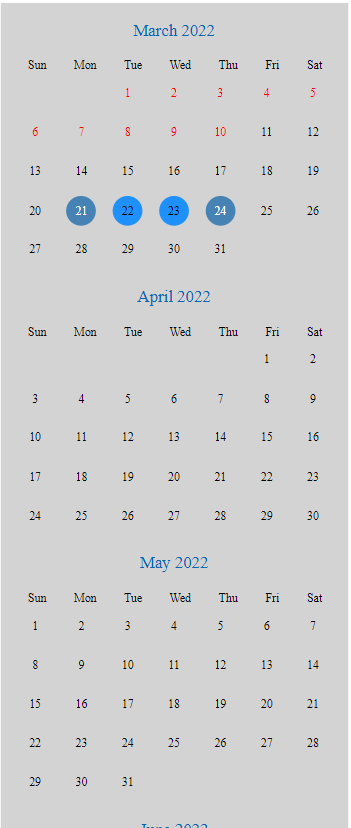 March 2022
Sun Mon Tue Wed Thu Fri Sat
1 2 3 4 5
6 7 8 9 10 11 12
13 14 15 16 17 18 19
20 21 22 23 24 25 26
27 28 29 30 31
April 2022
Sun Mon Tue Wed Thu Fri Sat
1 2
3 4 5 6 7 8 9
10 11 12 13 14 15 16
17 18 19 20 21 22 23
24 25 26 27 28 29 30
May 2022
Sun Mon Tue Wed Thu Fri Sat
1 2 3 4 5 6 7
8 9 10 11 12 13 14
15 16 17 18 19 20 21
22 23 24 25 26 27 28
29 30 31
June 2022